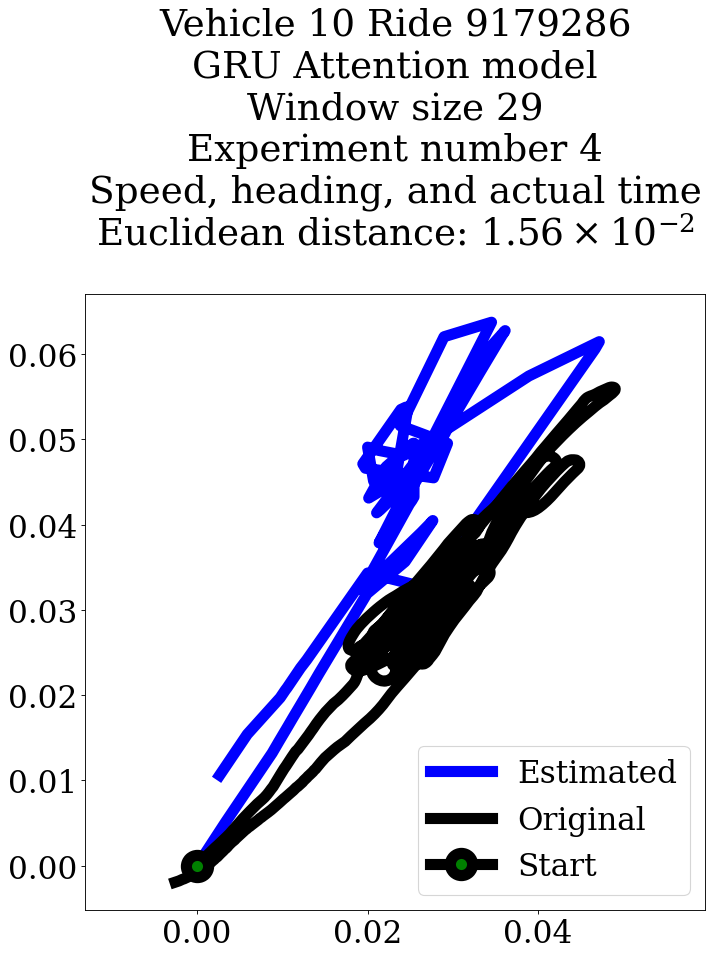 Vehicle 10 Ride 9179286
GRU Attention model
Window size 29
Experiment number 4
Speed, heading, and actual time
Euclidean distance: 1.56 × 10⁻²
0.06
0.05
0.04
0.03
0.02
0.01
0.00
Estimated
Original
Start
0.00 0.02 0.04